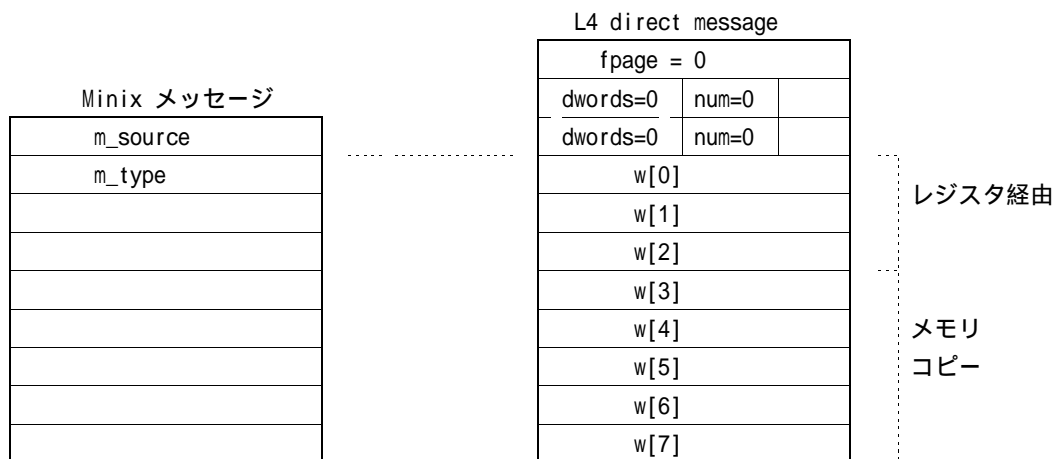 L4 direct message
fpage = 0
Minix メッセージ
dwords=0 num=0
m_source
dwords=0 num=0
m_type
w[0]
レジスタ経由
w[1]
w[2]
w[3]
w[4]
メモリ
w[5]
コピー
w[6]
w[7]